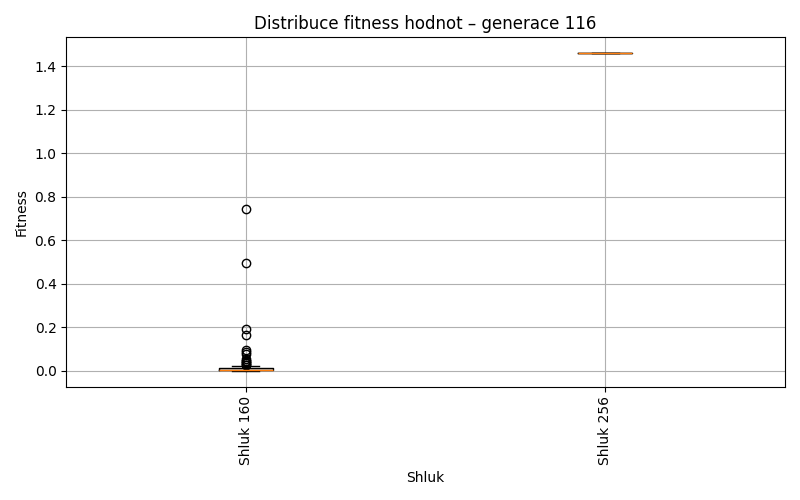 Distribuce fitness hodnot – generace 116
Fitness
1.4
1.2
1.0
0.8
0.6
0.4
0.2
0.0
Shluk 160
Shluk 256
Shluk